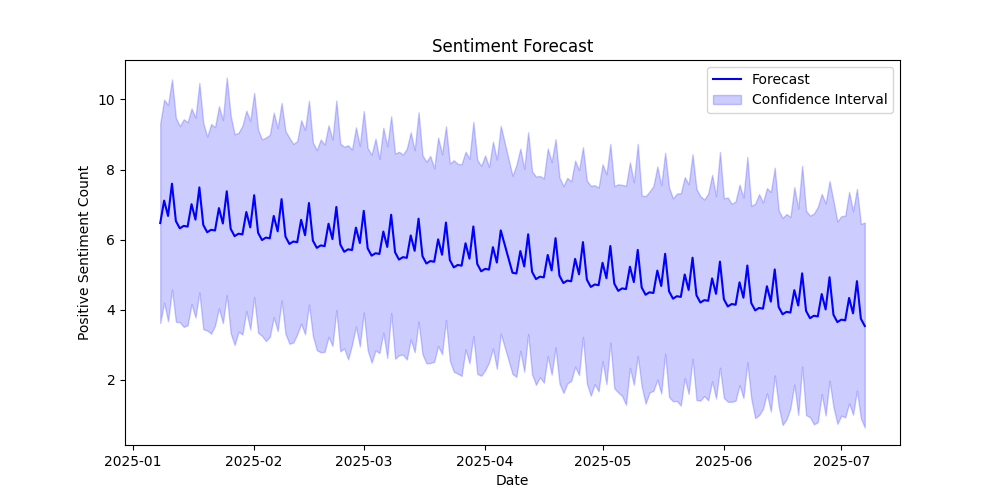 Sentiment Forecast
Forecast
Confidence Interval
Positive Sentiment Count
10
8
6
4
2
2025-01 2025-02 2025-03 2025-04 2025-05 2025-06 2025-07
Date